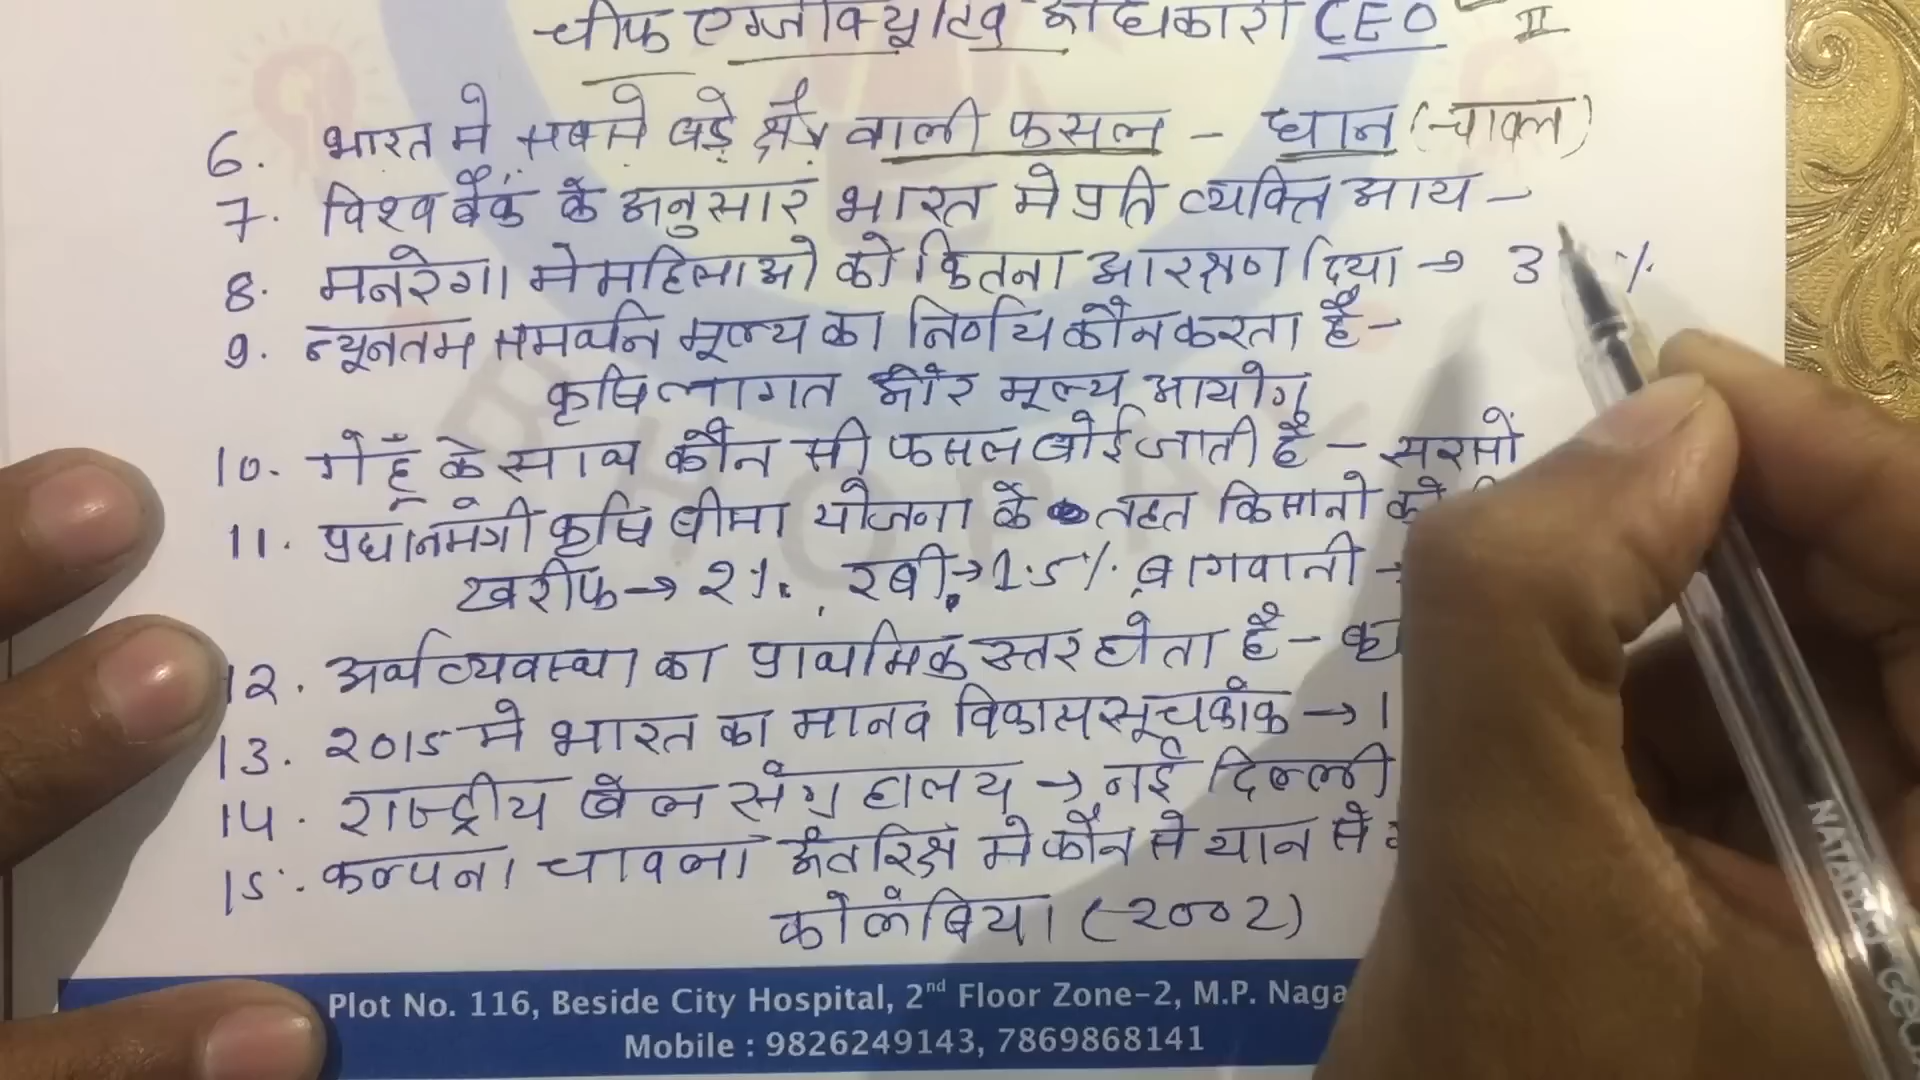 चीफ एग्जीक्यूटिव अधिकारी CEO - II
6. भारत मे सबसे बड़े क्षेत्र वाली फसल - धान (चावल)
7. विश्व बैंक के अनुसार भारत मे प्रति व्यक्ति आय -
8. मनरेगा मे महिलाओ को कितना आरक्षण दिया → 3 %
9. न्यूनतम समर्थन मूल्य का निर्णय कौन करता है -
कृषि लागत और मूल्य आयोग
10. गेहूँ के साथ कौन सी फसल बोई जाती है - सरसों
11. प्रधानमंत्री कृषि बीमा योजना के तहत किसानो को
खरीफ → 2%. रबी → 1.5%. बागवानी -
12. अर्थव्यवस्था का प्राथमिक स्तर होता है -
13. 2015 मे भारत का मानव विकास सूचकांक → 1
14. राष्ट्रीय खेल संग्रहालय → नई दिल्ली
15. कल्पना चावला अंतरिक्ष मे कौन से यान से
कोलंबिया (2002)
BHOPAL
Plot No. 116, Beside City Hospital, 2nd Floor Zone-2, M.P. Naga
Mobile : 9826249143, 7869868141
NATARAJ GEL